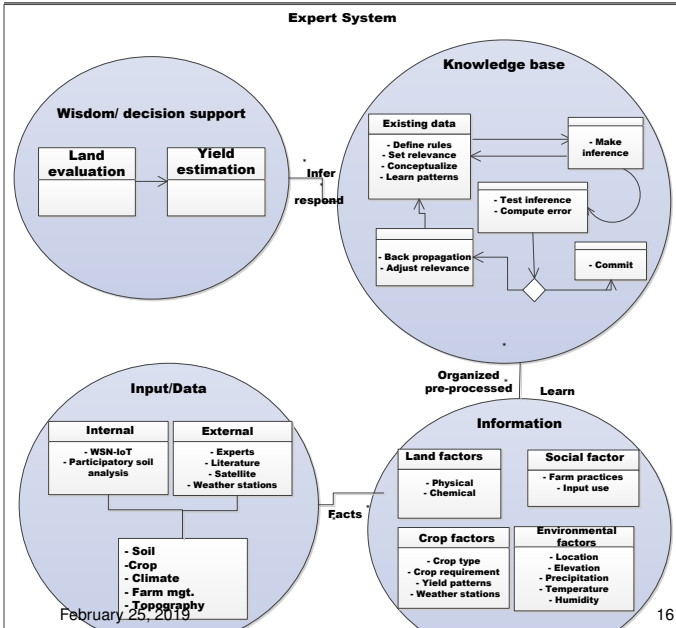 Expert System
Wisdom/ decision support
Land
evaluation
Yield
estimation
*
Infer
*
respond
Knowledge base
Existing data
- Define rules
- Set relevance
- Conceptualize
- Learn patterns
- Make
inference
- Test inference
- Compute error
- Back propagation
- Adjust relevance
- Commit
*
Organized
pre-processed
*
Learn
Input/Data
Internal
- WSN-IoT
- Participatory soil
analysis
External
- Experts
- Literature
- Satellite
- Weather stations
- Soil
-Crop
- Climate
- Farm mgt.
- Topography
*
Facts
*
Information
Land factors
- Physical
- Chemical
Social factor
- Farm practices
- Input use
Crop factors
- Crop type
- Crop requirement
- Yield patterns
- Weather stations
Environmental
factors
- Location
- Elevation
- Precipitation
- Temperature
- Humidity
February 25, 2019
16